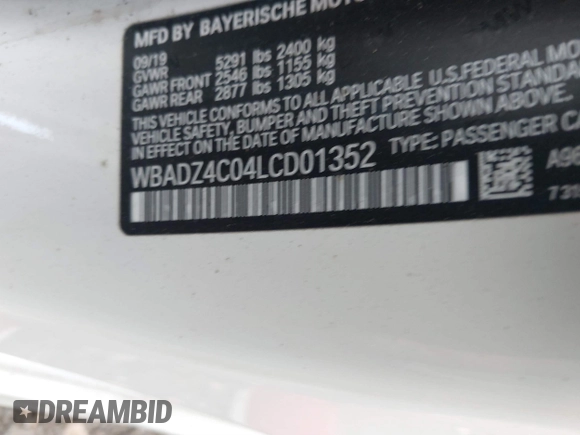 MFD BY BAYERISCHE MOTO
09/19 5291 lbs 2400 kg
GVWR
GAWR FRONT 2546 lbs 1155 kg
GAWR REAR 2877 lbs 1305 kg
THIS VEHICLE CONFORMS TO ALL APPLICABLE U.S.FEDERAL MO
VEHICLE SAFETY, BUMPER AND THEFT PREVENTION STAND
IN EFFECT ON THE DATE OF MANUFACTURE SHOWN ABOVE
WBADZ4C04LCD01352 TYPE: PASSENGER CA
DREAMBID